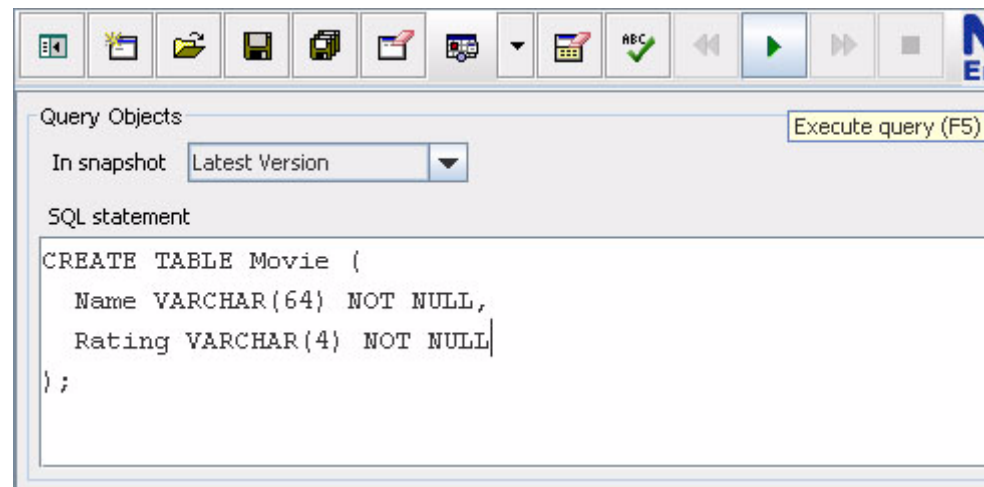 ABC
Query Objects
Execute query (F5)
In snapshot Latest Version
SQL statement
CREATE TABLE Movie (
Name VARCHAR(64) NOT NULL,
Rating VARCHAR(4) NOT NULL
);